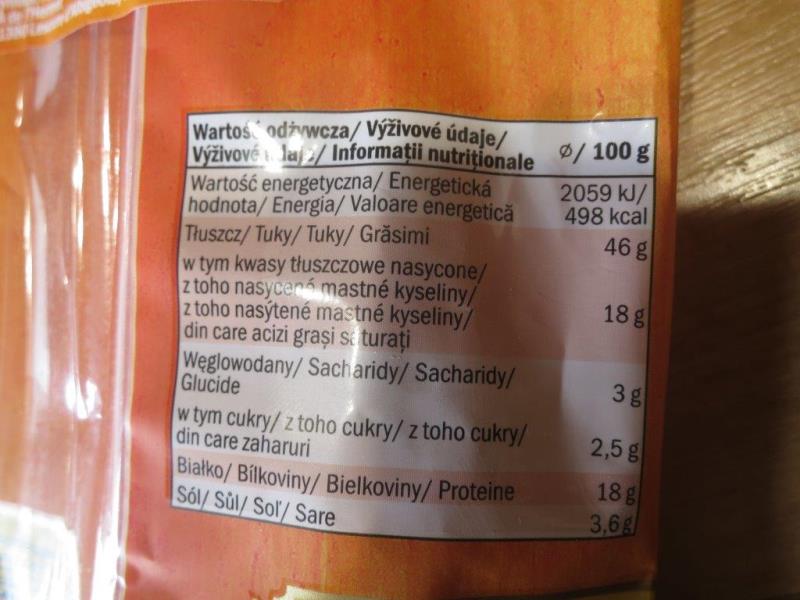 Wartość odżywcza/ Výživové údaje/
Výživové údaje/ Informații nutriționale ø/ 100 g
Wartość energetyczna/ Energetická
hodnota/ Energia/ Valoare energetică
2059 kJ/
498 kcal
Tłuszcz/ Tuky/ Tuky/ Grăsimi 46 g
w tym kwasy tłuszczowe nasycone/
z toho nasycené mastné kyseliny/
z toho nasýtené mastné kyseliny/
din care acizi grași saturați
18 g
Węglowodany/ Sacharidy/ Sacharidy/
Glucide
3 g
w tym cukry/ z toho cukry/ z toho cukry/
din care zaharuri
2,5 g
Białko/ Bílkoviny/ Bielkoviny/ Proteine 18 g
Sól/ Sůl/ Soľ/ Sare 3,6g